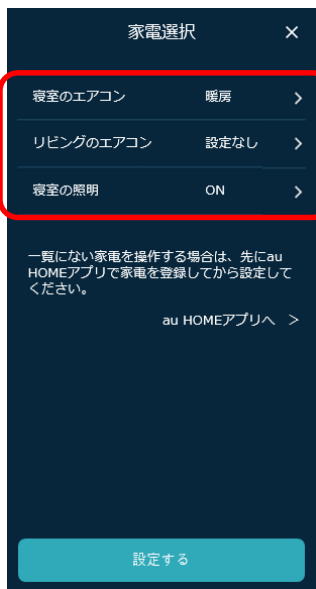 家電選択 ×
寝室のエアコン 暖房 >
リビングのエアコン 設定なし >
寝室の照明 ON >
一覧にない家電を操作する場合は、先にau
HOMEアプリで家電を登録してから設定して
ください。
au HOMEアプリへ >
設定する